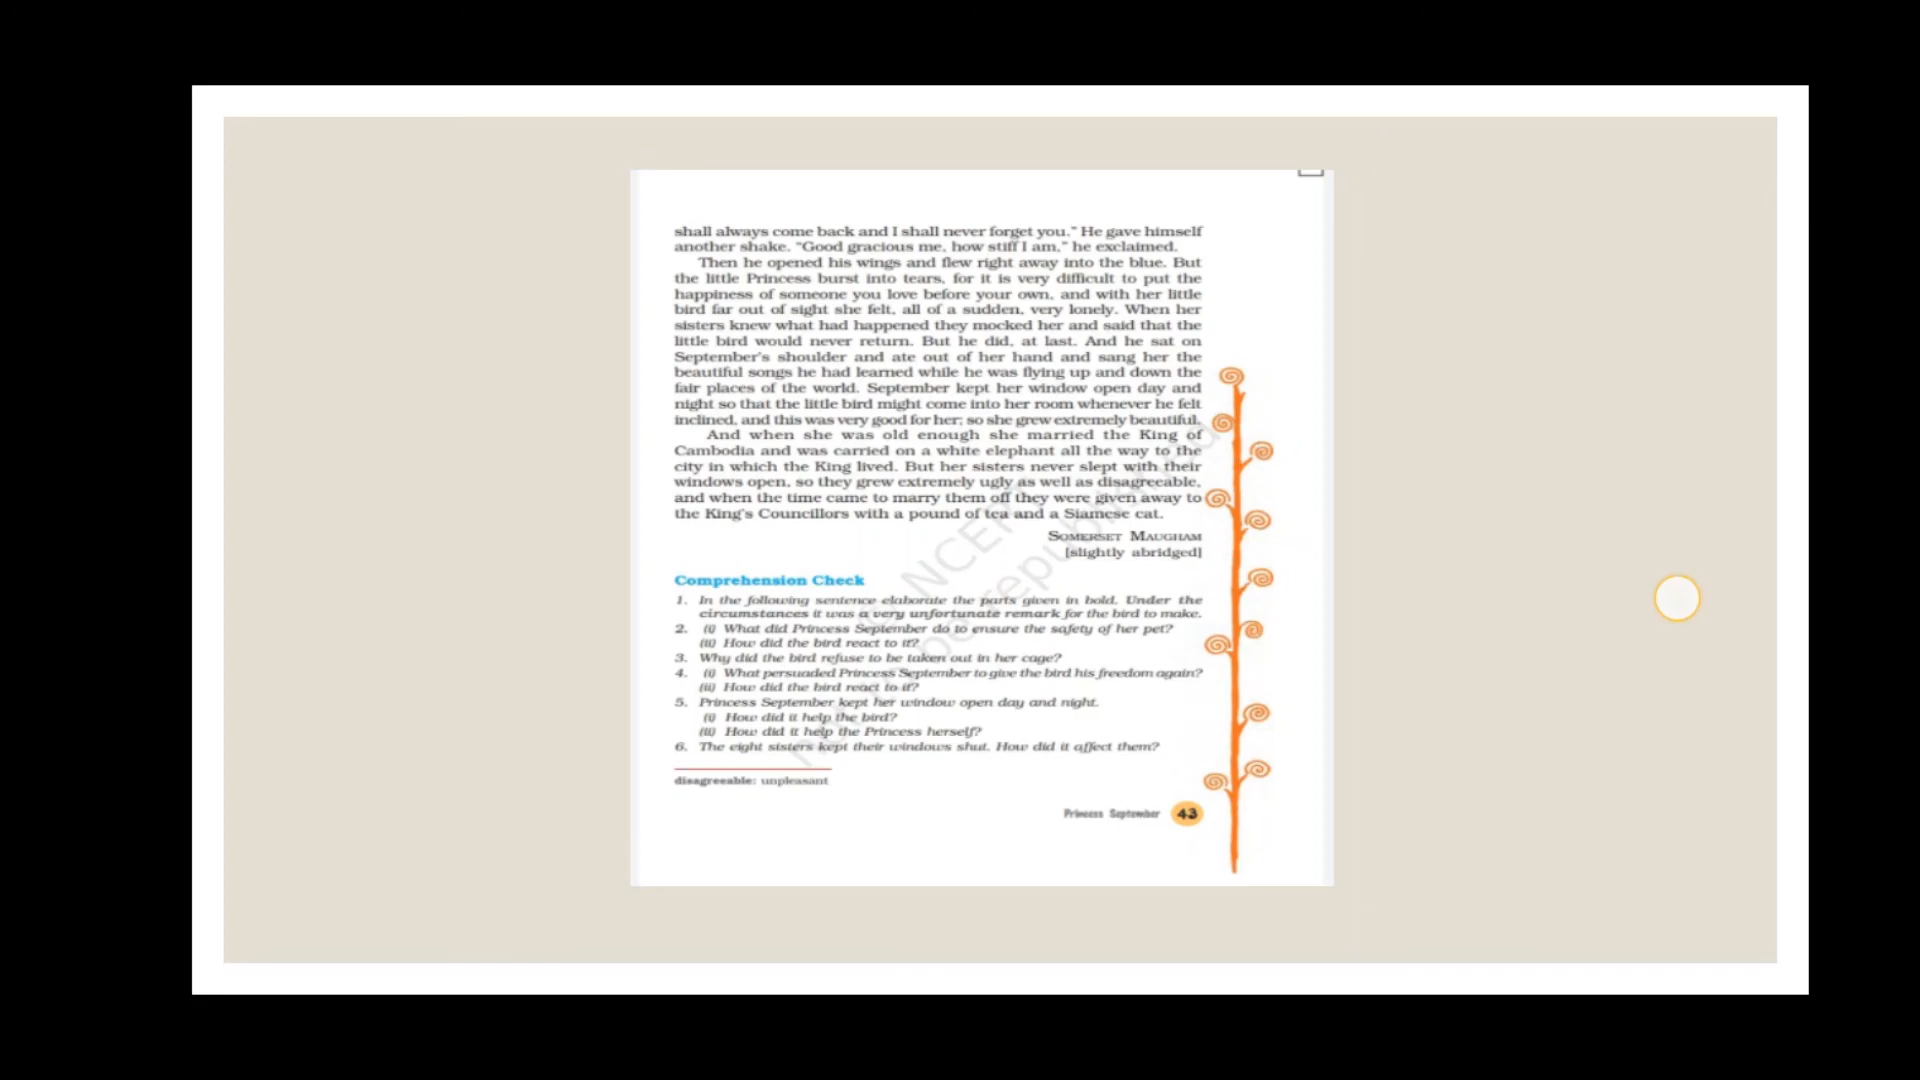 shall always come back and I shall never forget you." He gave himself
another shake. "Good gracious me, how stiff I am," he exclaimed.
Then he opened his wings and flew right away into the blue. But
the little Princess burst into tears, for it is very difficult to put the
happiness of someone you love before your own, and with her little
bird far out of sight she felt, all of a sudden, very lonely. When her
sisters knew what had happened they mocked her and said that the
little bird would never return. But he did, at last. And he sat on
September's shoulder and ate out of her hand and sang her the
beautiful songs he had learned while he was flying up and down the
fair places of the world. September kept her window open day and
night so that the little bird might come into her room whenever he felt
inclined, and this was very good for her; so she grew extremely beautiful.
And when she was old enough she married the King of
Cambodia and was carried on a white elephant all the way to the
city in which the King lived. But her sisters never slept with their
windows open, so they grew extremely ugly as well as disagreeable,
and when the time came to marry them off they were given away to
the King's Councillors with a pound of tea and a Siamese cat.
SOMERSET MAUGHAM
[slightly abridged]
Comprehension Check
1. In the following sentence elaborate the parts given in bold. Under the
circumstances it was a very unfortunate remark for the bird to make.
2. (i) What did Princess September do to ensure the safety of her pet?
(ii) How did the bird react to it?
3. Why did the bird refuse to be taken out in her cage?
4. (i) What persuaded Princess September to give the bird his freedom again?
(ii) How did the bird react to it?
5. Princess September kept her window open day and night.
(i) How did it help the bird?
(ii) How did it help the Princess herself?
6. The eight sisters kept their windows shut. How did it affect them?
disagreeable: unpleasant
Princess September 43
© NCERT
not to be republished